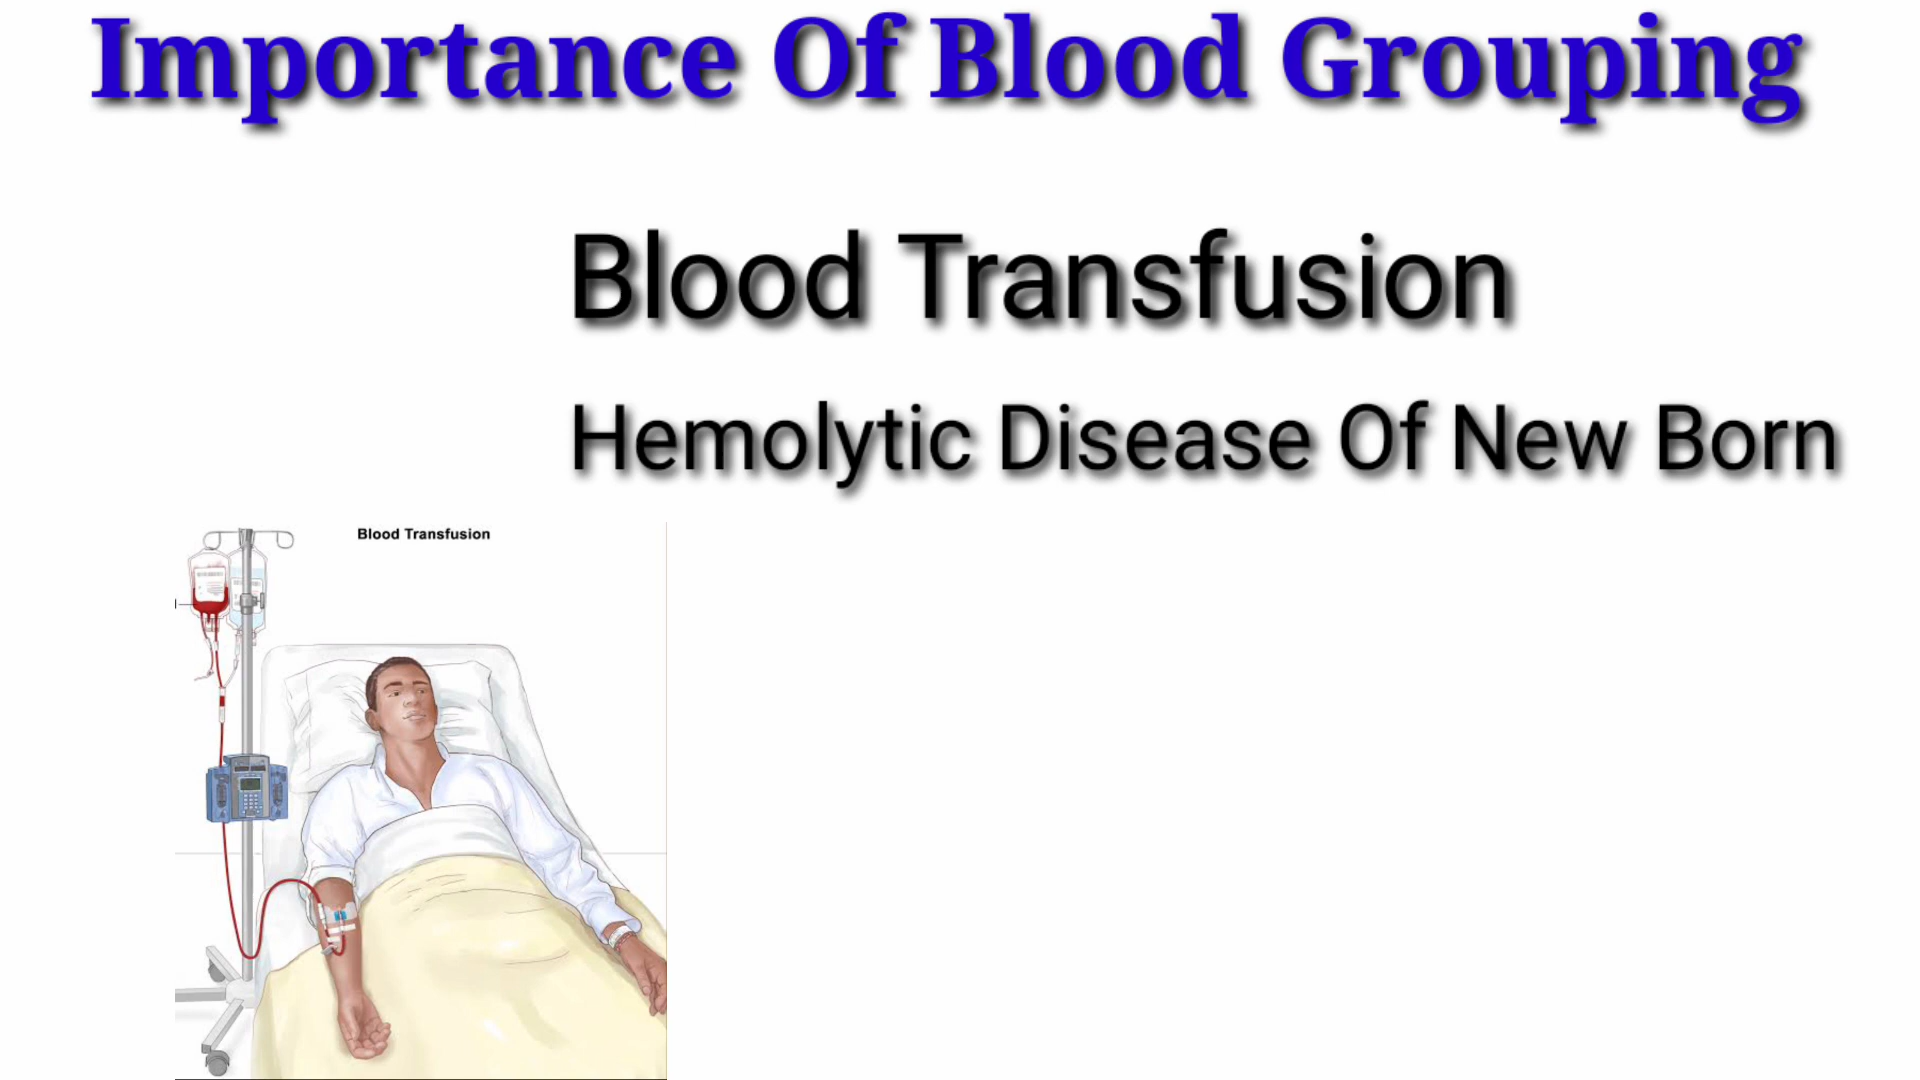 Importance Of Blood Grouping
Blood Transfusion
Hemolytic Disease Of New Born
Blood Transfusion